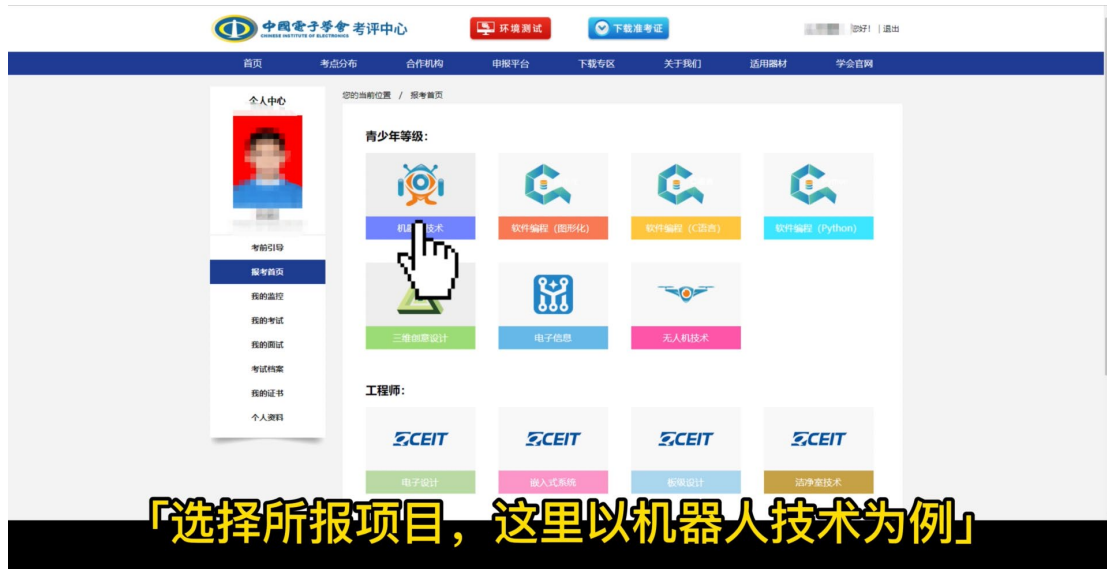 中國電子學會 考评中心
CHINESE INSTITUTE OF ELECTRONICS
环境测试
下载准考证
您好! | 退出
首页 考点分布 合作机构 申报平台 下载专区 关于我们 适用器材 学会官网
个人中心
您的当前位置 / 报考首页
青少年等级:
软件编程 (图形化) 软件编程 (C语言) 软件编程 (Python)
考前引导
报考首页
我的监控
我的考试
我的面试
考试档案
我的证书
个人资料
三维创意设计 电子信息 无人机技术
工程师:
CEIT CEIT CEIT CEIT
电子设计 嵌入式系统 板级设计 洁净室技术
「选择所报项目，这里以机器人技术为例」